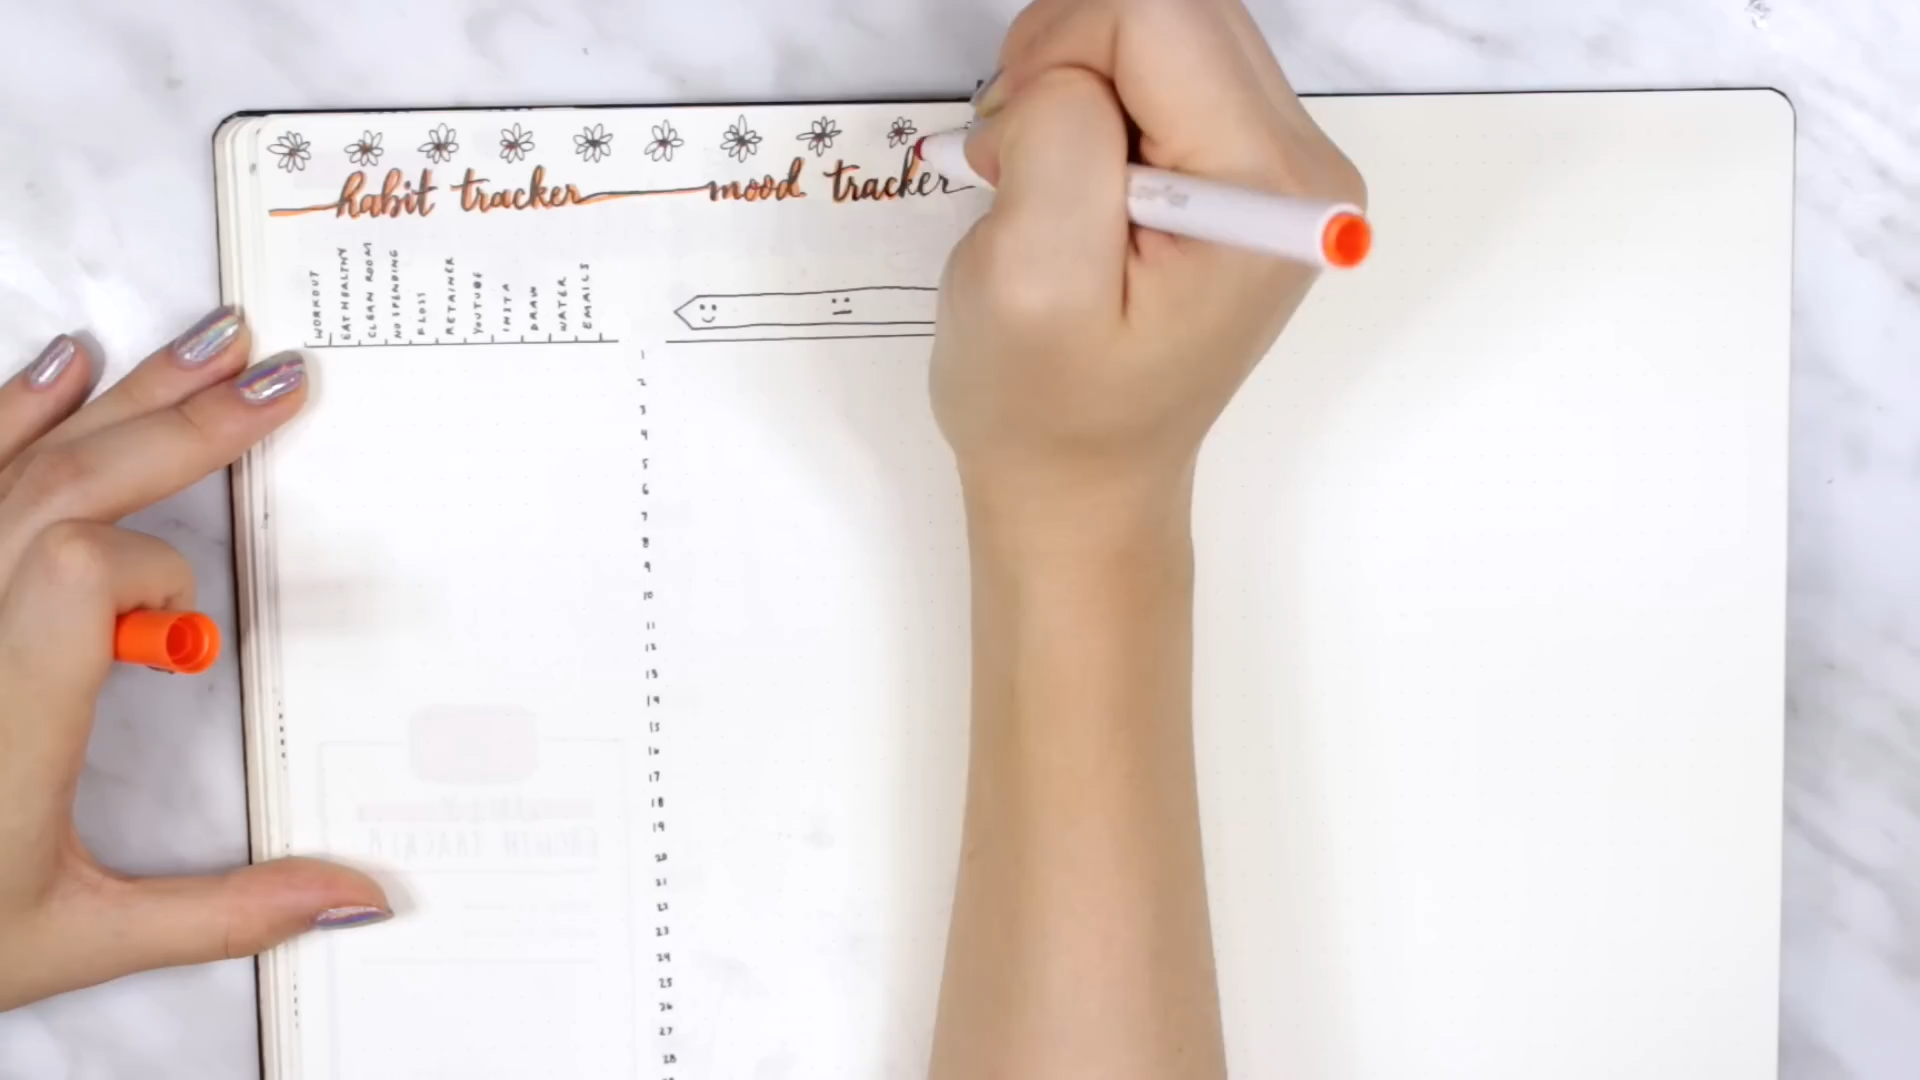 habit tracker mood tracker
WORKOUT
EAT HEALTHY
CLEAN ROOM
NO SPENDING
FLOSS
RETAINER
YOUTUBE
INSTA
DRAW
WATER
EMAILS
1
2
3
4
5
6
7
8
9
10
11
12
13
14
15
16
17
18
19
20
21
22
23
24
25
26
27
28